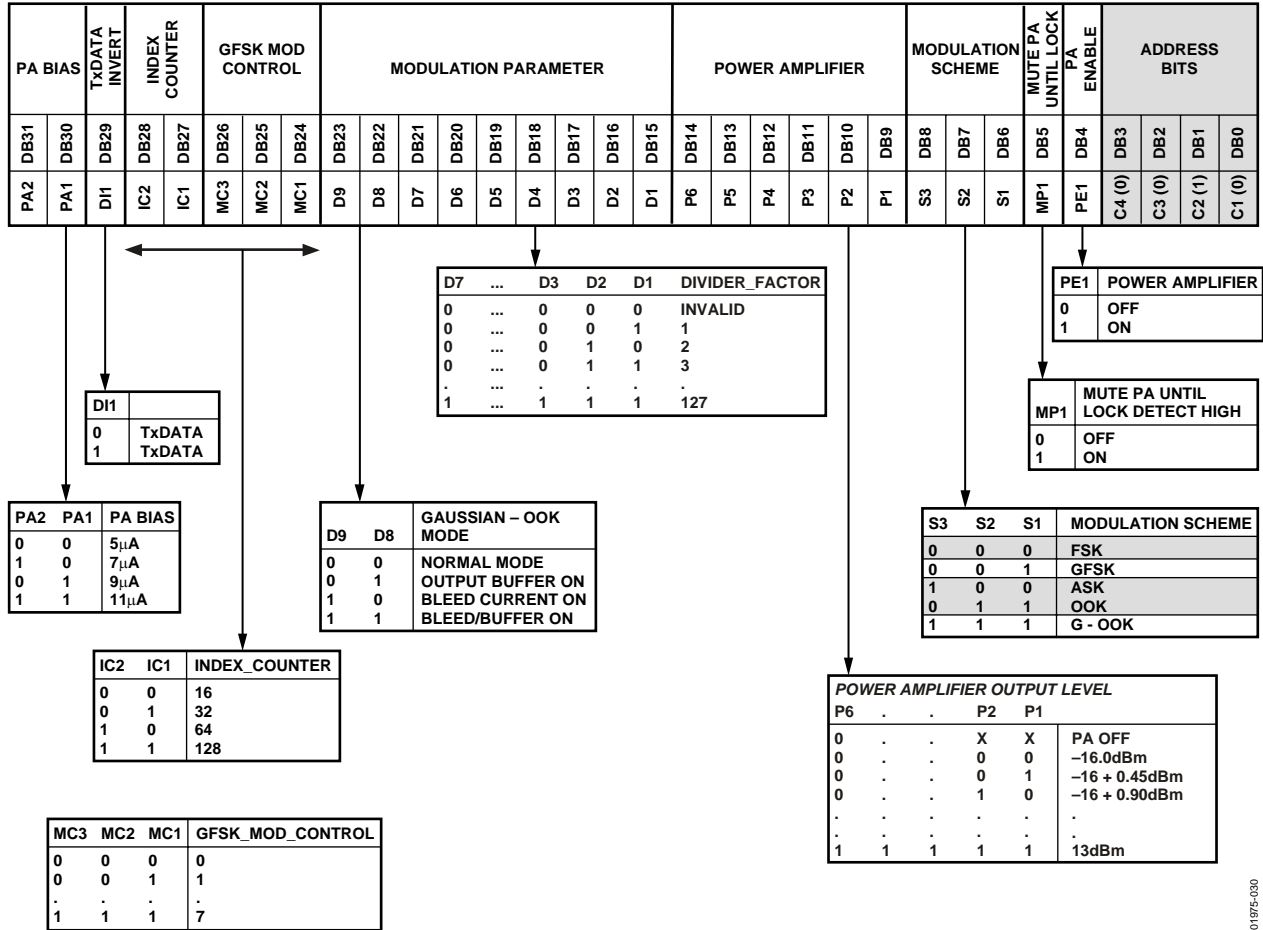 PA BIAS TxDATA INVERT INDEX COUNTER GFSK MOD CONTROL MODULATION PARAMETER POWER AMPLIFIER MODULATION SCHEME MUTE PA UNTIL LOCK PA ENABLE ADDRESS BITS
DB31 DB30 DB29 DB28 DB27 DB26 DB25 DB24 DB23 DB22 DB21 DB20 DB19 DB18 DB17 DB16 DB15 DB14 DB13 DB12 DB11 DB10 DB9 DB8 DB7 DB6 DB5 DB4 DB3 DB2 DB1 DB0
PA2 PA1 DI1 IC2 IC1 MC3 MC2 MC1 D9 D8 D7 D6 D5 D4 D3 D2 D1 P6 P5 P4 P3 P2 P1 S3 S2 S1 MP1 PE1 C4 (0) C3 (0) C2 (1) C1 (0)
D7 ... D3 D2 D1 DIVIDER_FACTOR
0 ... 0 0 0 INVALID
0 ... 0 0 1 1
0 ... 0 1 0 2
0 ... 0 1 1 3
. ... . . . .
1 ... 1 1 1 127
PE1 POWER AMPLIFIER
0 OFF
1 ON
MP1 MUTE PA UNTIL LOCK DETECT HIGH
0 OFF
1 ON
DI1
0 TxDATA
1 TxDATA
PA2 PA1 PA BIAS
0 0 5µA
1 0 7µA
0 1 9µA
1 1 11µA
D9 D8 GAUSSIAN – OOK MODE
0 0 NORMAL MODE
0 1 OUTPUT BUFFER ON
1 0 BLEED CURRENT ON
1 1 BLEED/BUFFER ON
S3 S2 S1 MODULATION SCHEME
0 0 0 FSK
0 0 1 GFSK
1 0 0 ASK
0 1 1 OOK
1 1 1 G - OOK
IC2 IC1 INDEX_COUNTER
0 0 16
0 1 32
1 0 64
1 1 128
POWER AMPLIFIER OUTPUT LEVEL
P6 . . P2 P1
0 . . X X PA OFF
0 . . 0 0 –16.0dBm
0 . . 0 1 –16 + 0.45dBm
0 . . 1 0 –16 + 0.90dBm
. . . . . .
. . . . . .
1 1 1 1 1 13dBm
MC3 MC2 MC1 GFSK_MOD_CONTROL
0 0 0 0
0 0 1 1
. . . .
1 1 1 7
01975-030